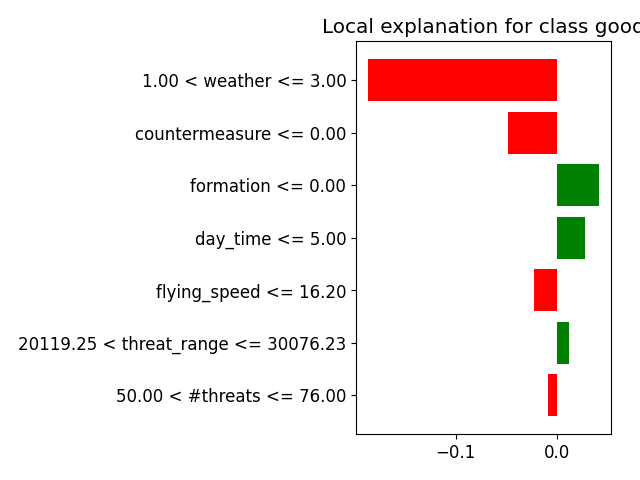 Local explanation for class good
1.00 < weather <= 3.00
countermeasure <= 0.00
formation <= 0.00
day_time <= 5.00
flying_speed <= 16.20
20119.25 < threat_range <= 30076.23
50.00 < #threats <= 76.00
−0.1 0.0